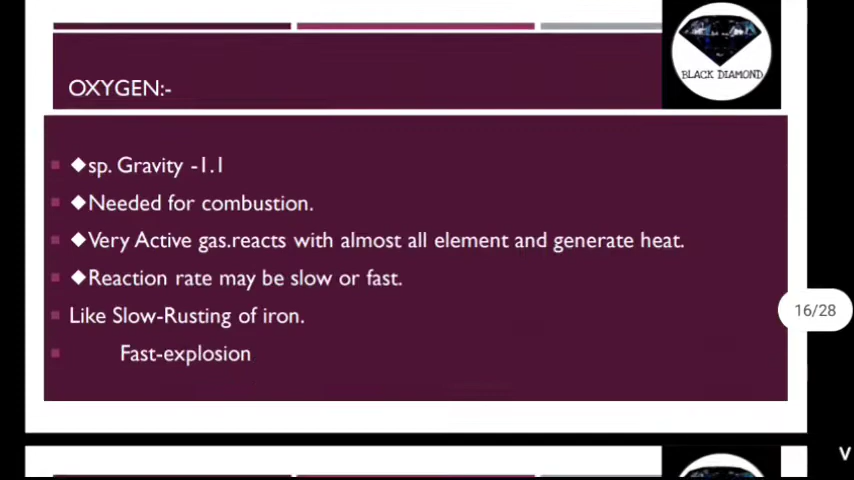 OXYGEN:-
BLACK DIAMOND
◆sp. Gravity -1.1
◆Needed for combustion.
◆Very Active gas.reacts with almost all element and generate heat.
◆Reaction rate may be slow or fast.
Like Slow-Rusting of iron.
16/28
Fast-explosion
V